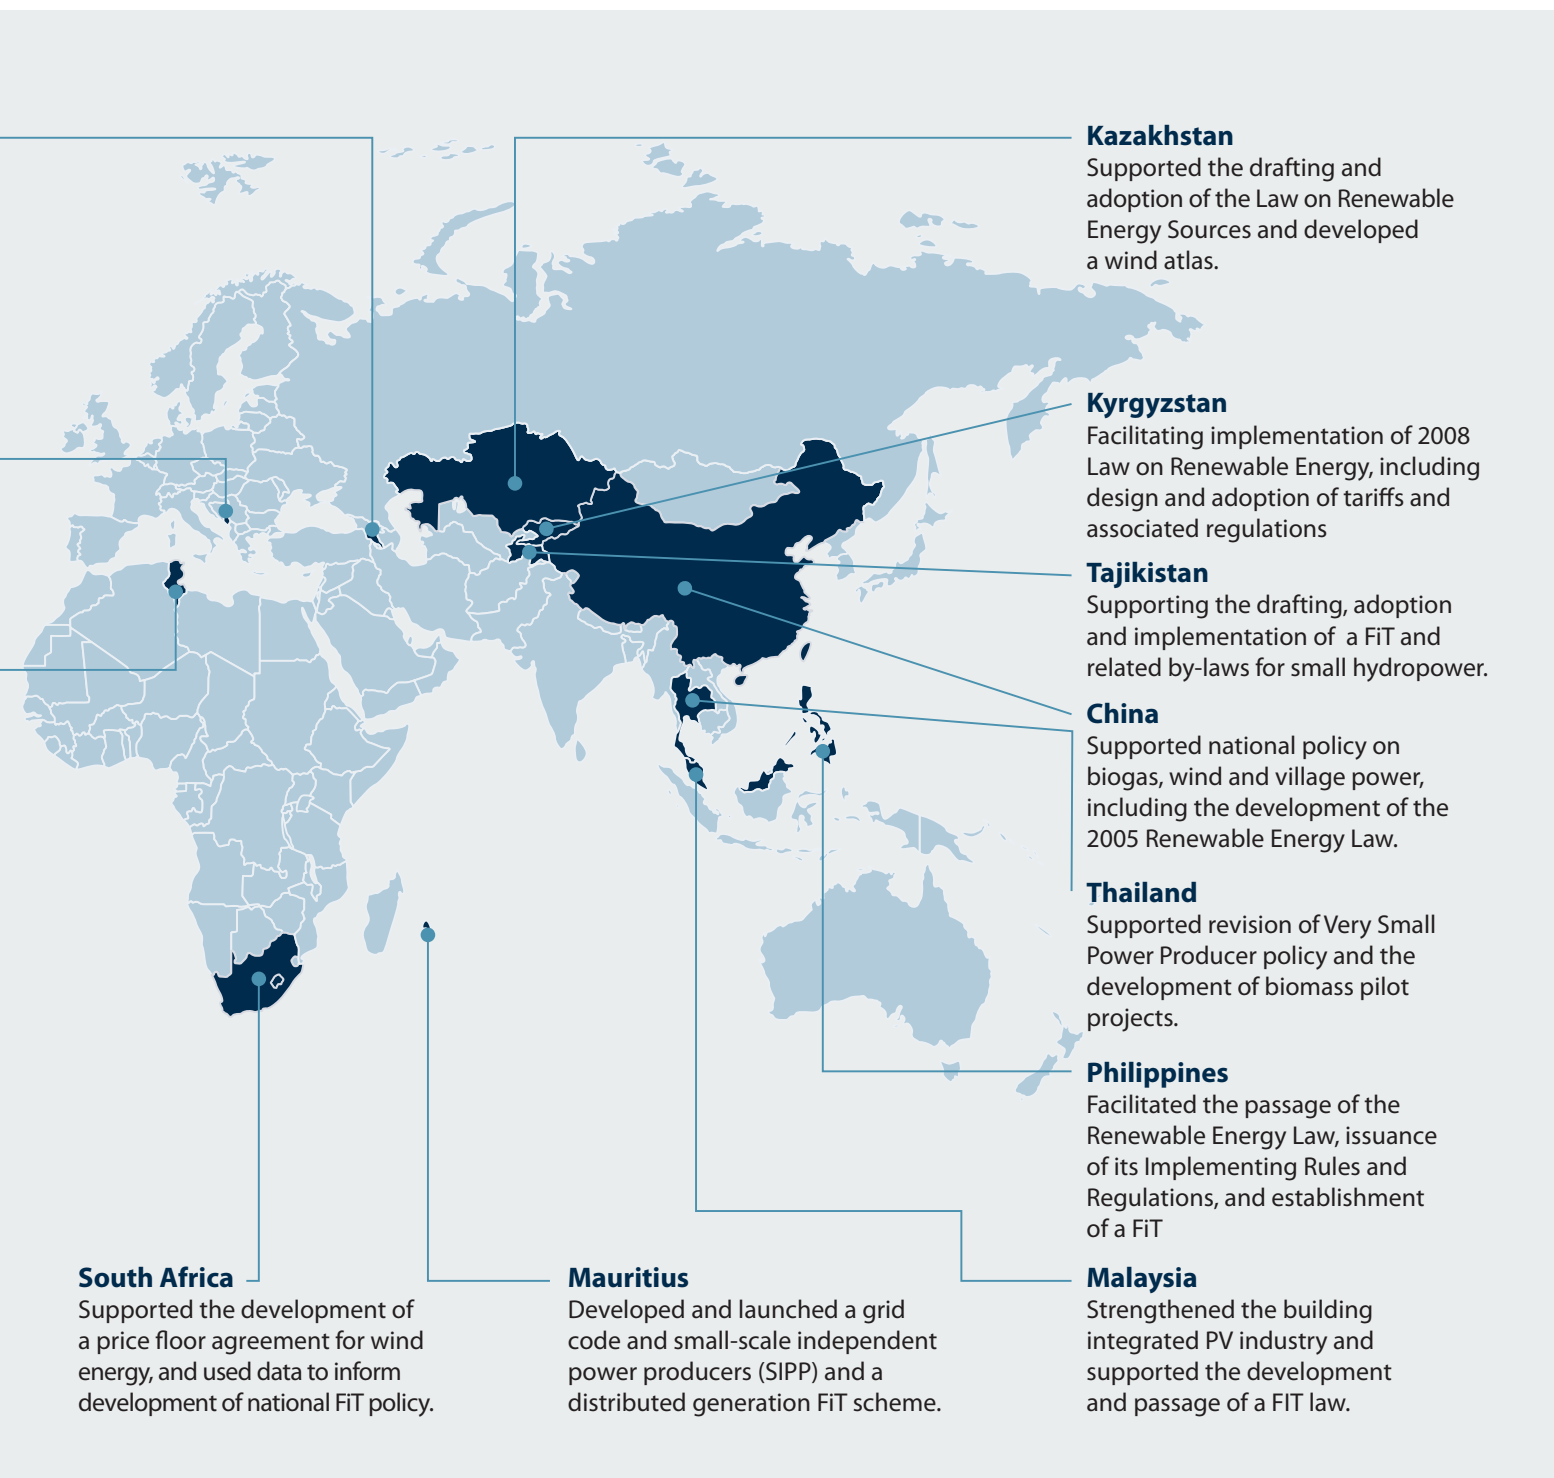 Kazakhstan
Supported the drafting and
adoption of the Law on Renewable
Energy Sources and developed
a wind atlas.
Kyrgyzstan
Facilitating implementation of 2008
Law on Renewable Energy, including
design and adoption of tariffs and
associated regulations
Tajikistan
Supporting the drafting, adoption
and implementation of a FiT and
related by-laws for small hydropower.
China
Supported national policy on
biogas, wind and village power,
including the development of the
2005 Renewable Energy Law.
Thailand
Supported revision of Very Small
Power Producer policy and the
development of biomass pilot
projects.
Philippines
Facilitated the passage of the
Renewable Energy Law, issuance
of its Implementing Rules and
Regulations, and establishment
of a FiT
South Africa
Supported the development of
a price floor agreement for wind
energy, and used data to inform
development of national FiT policy.
Mauritius
Developed and launched a grid
code and small-scale independent
power producers (SIPP) and a
distributed generation FiT scheme.
Malaysia
Strengthened the building
integrated PV industry and
supported the development
and passage of a FIT law.